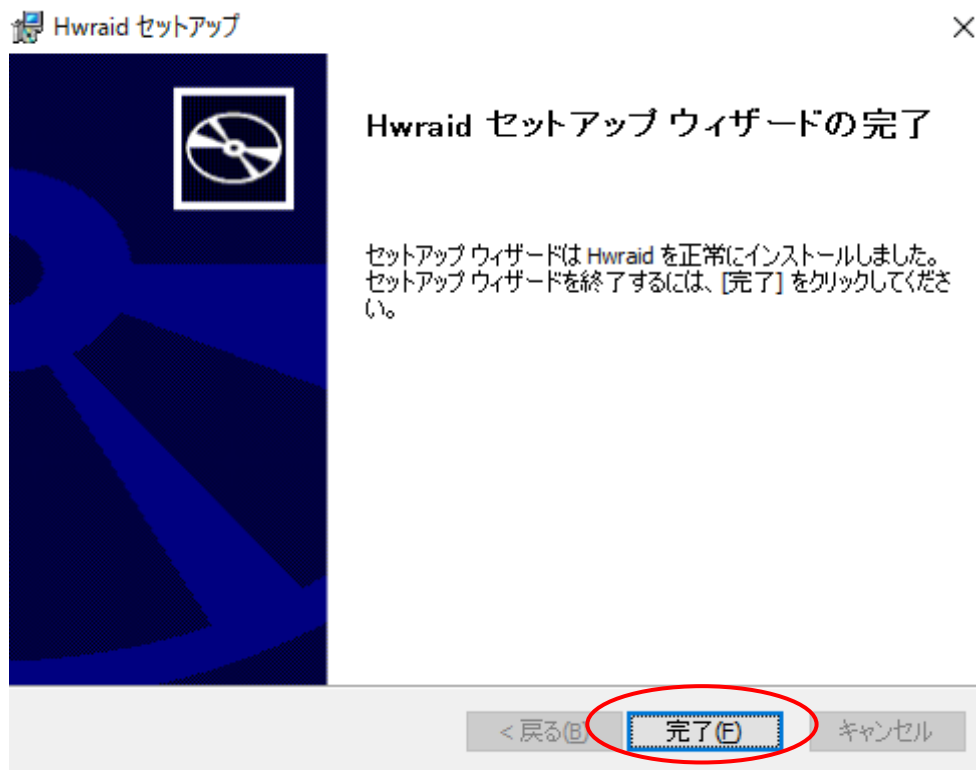 Hwraid セットアップ
Hwraid セットアップ ウィザードの完了
セットアップ ウィザードは Hwraid を正常にインストールしました。
セットアップ ウィザードを終了するには、[完了] をクリックしてくださ
い。
< 戻る(B)
完了(F)
キャンセル